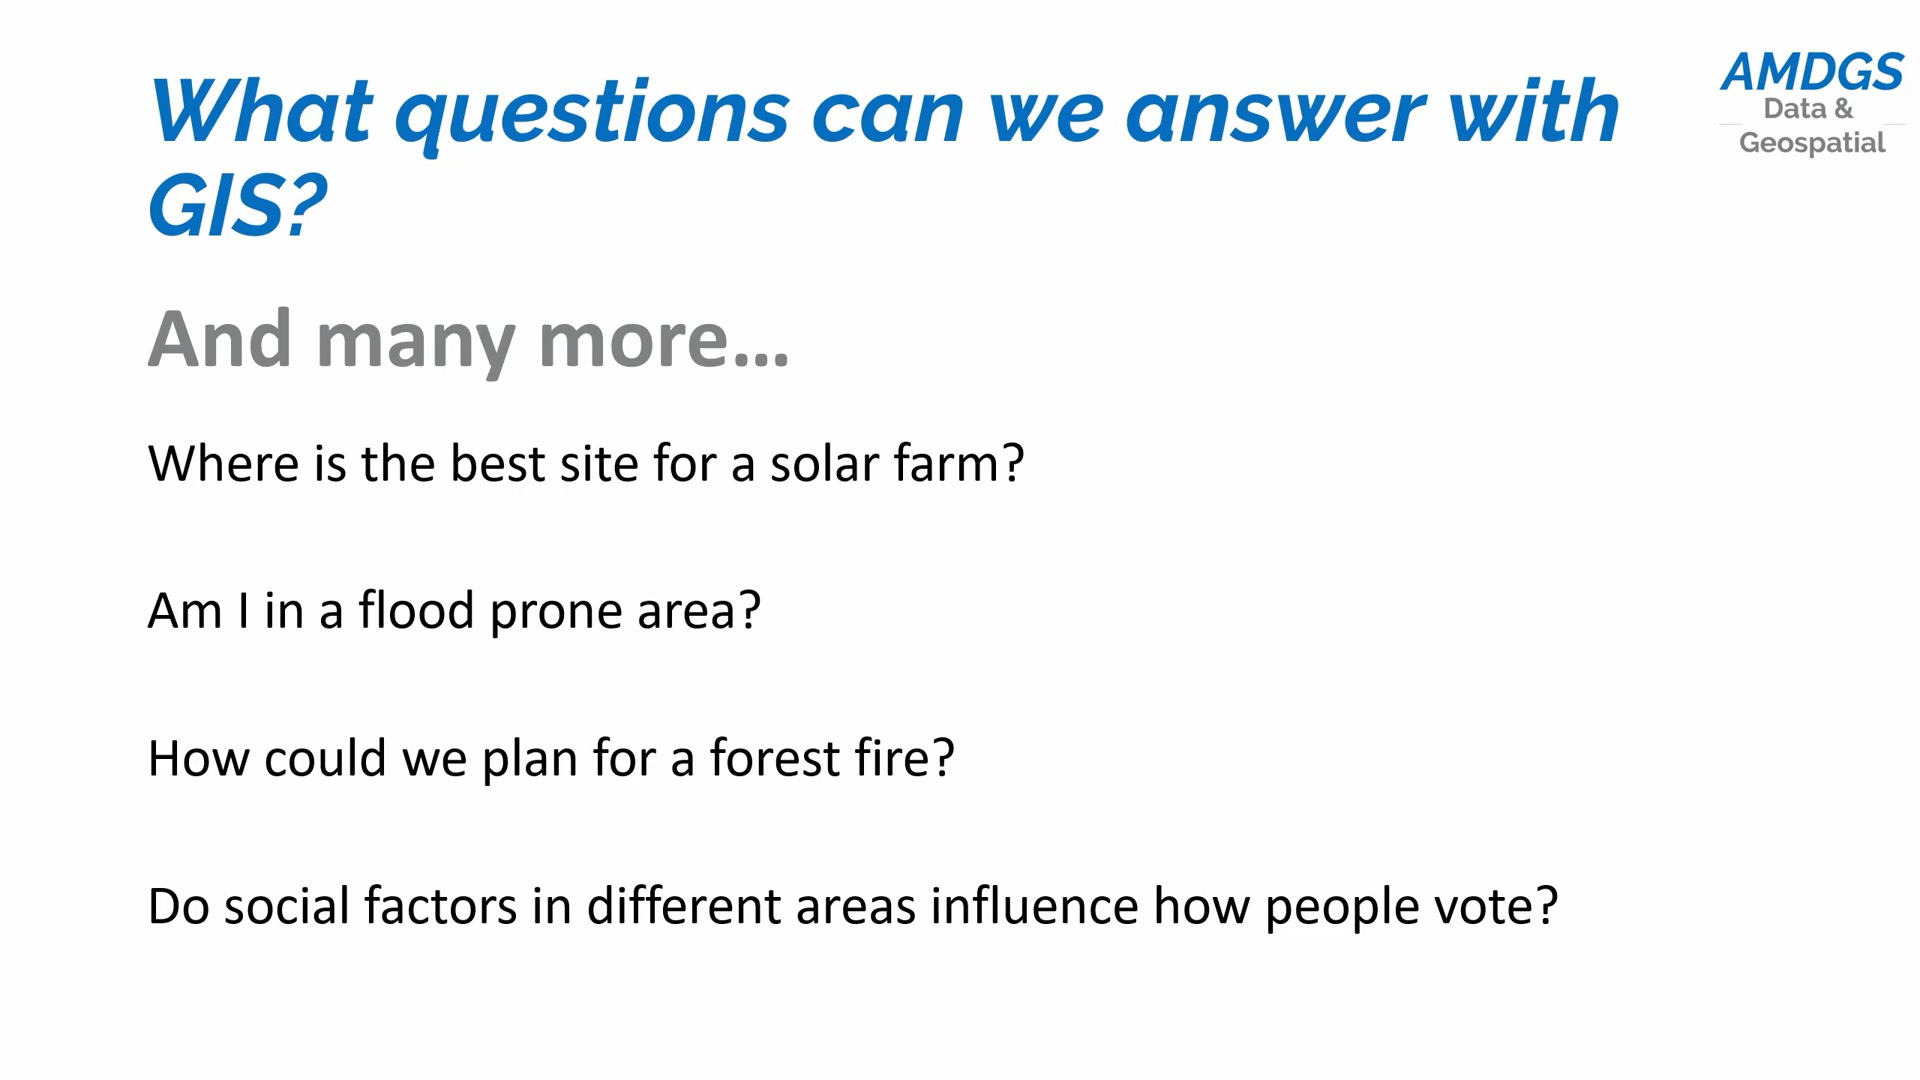 What questions can we answer with
GIS?
AMDGS
Data &
Geospatial
And many more...
Where is the best site for a solar farm?
Am I in a flood prone area?
How could we plan for a forest fire?
Do social factors in different areas influence how people vote?